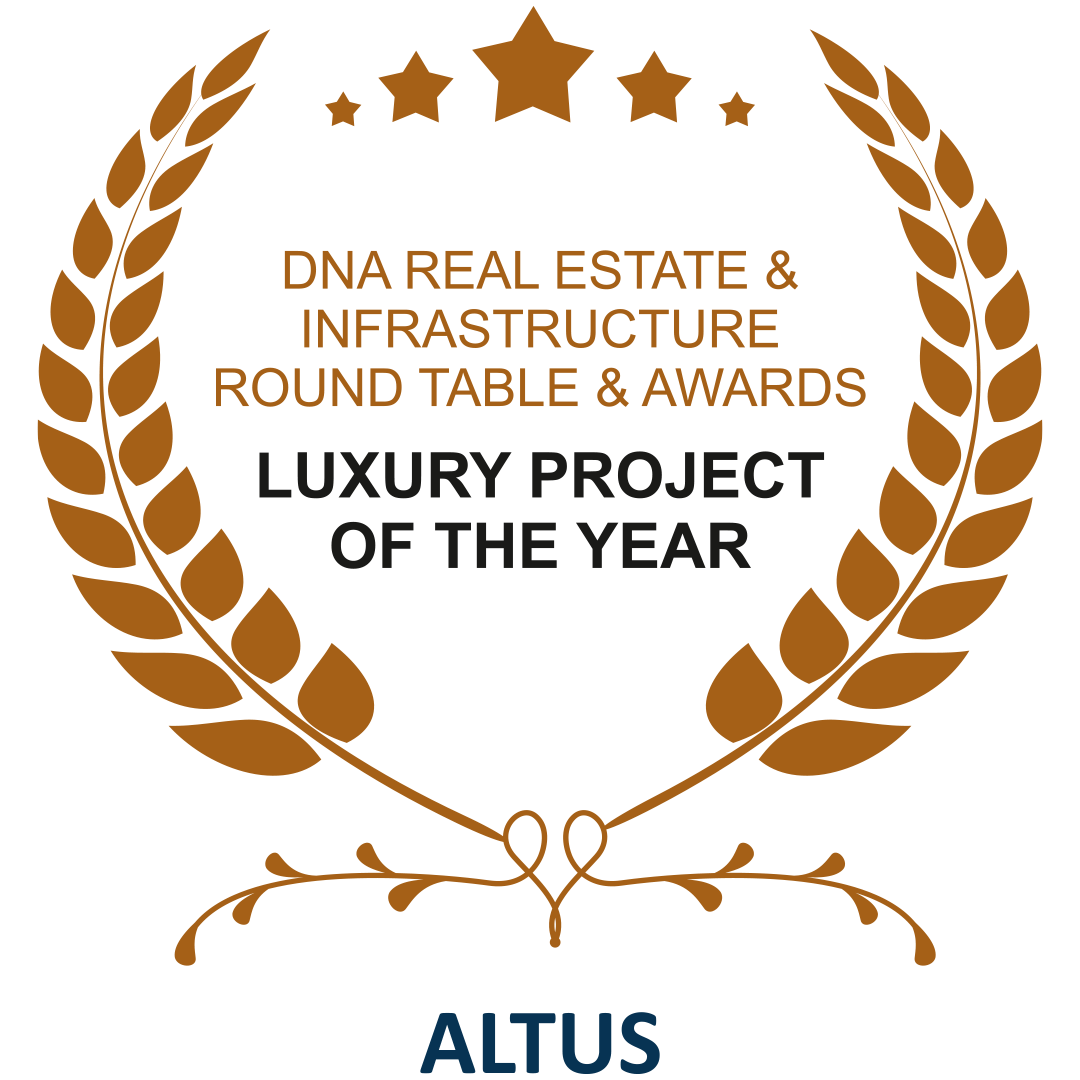 DNA REAL ESTATE &
INFRASTRUCTURE
ROUND TABLE & AWARDS
LUXURY PROJECT
OF THE YEAR
ALTUS